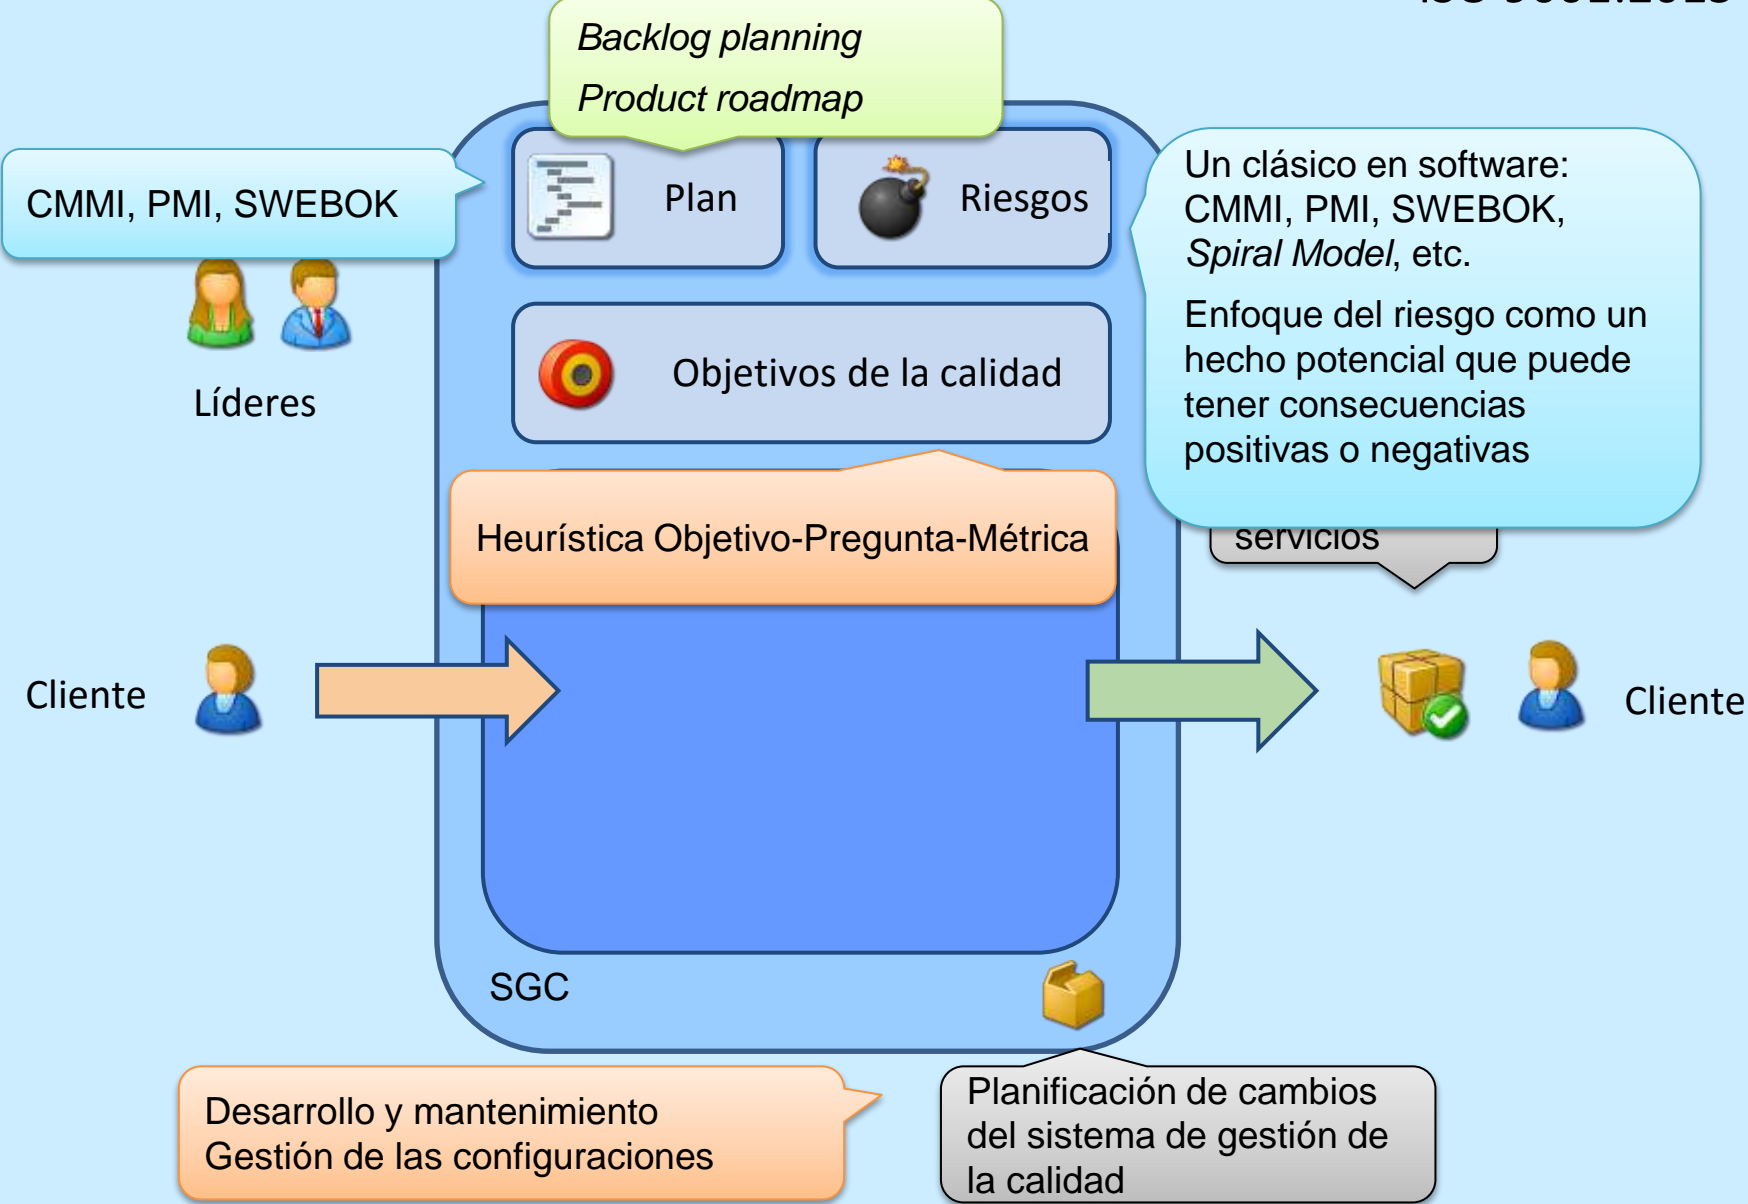 Backlog planning
Product roadmap
CMMI, PMI, SWEBOK
Plan
Riesgos
Un clásico en software:
CMMI, PMI, SWEBOK,
Spiral Model, etc.
Enfoque del riesgo como un
hecho potencial que puede
tener consecuencias
positivas o negativas
Líderes
Objetivos de la calidad
Heurística Objetivo-Pregunta-Métrica
servicios
Cliente
Cliente
SGC
Desarrollo y mantenimiento
Gestión de las configuraciones
Planificación de cambios
del sistema de gestión de
la calidad